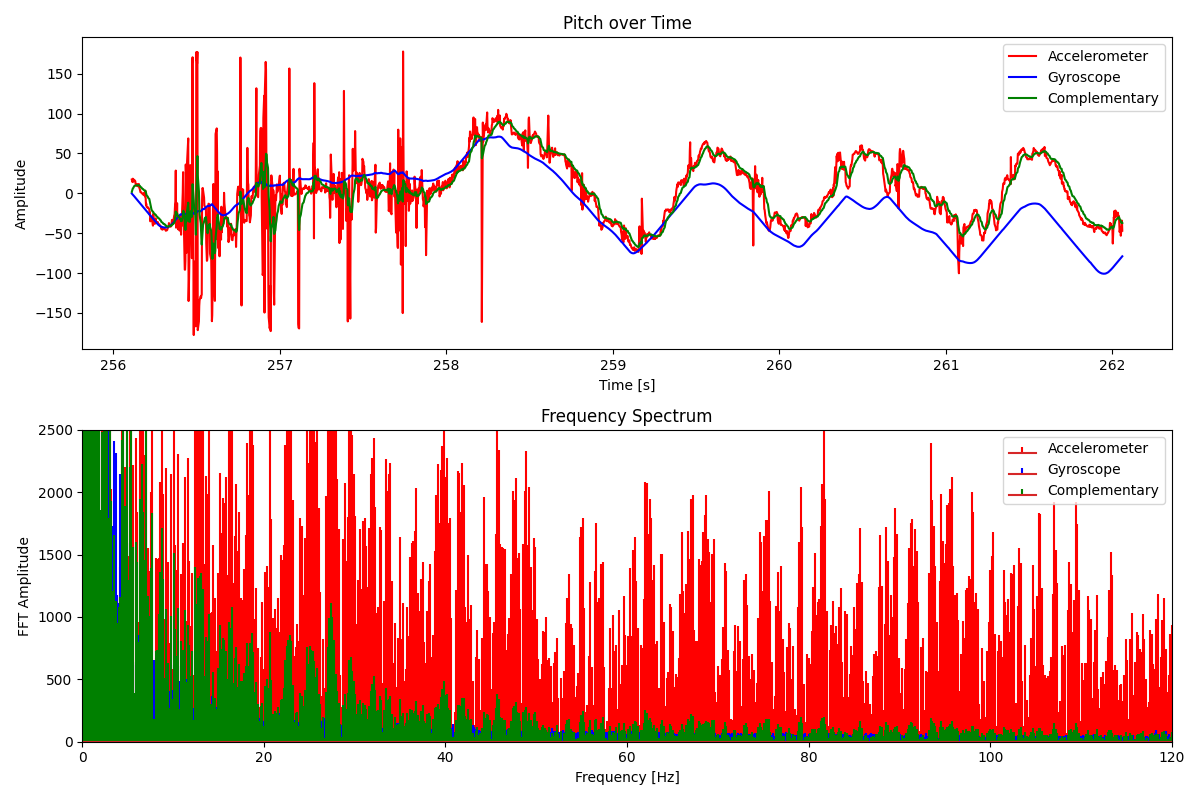 Pitch over Time
Amplitude
150
100
50
0
−50
−100
−150
Accelerometer
Gyroscope
Complementary
256 257 258 259 260 261 262
Time [s]
Frequency Spectrum
FFT Amplitude
2500
2000
1500
1000
500
0
Accelerometer
Gyroscope
Complementary
0 20 40 60 80 100 120
Frequency [Hz]